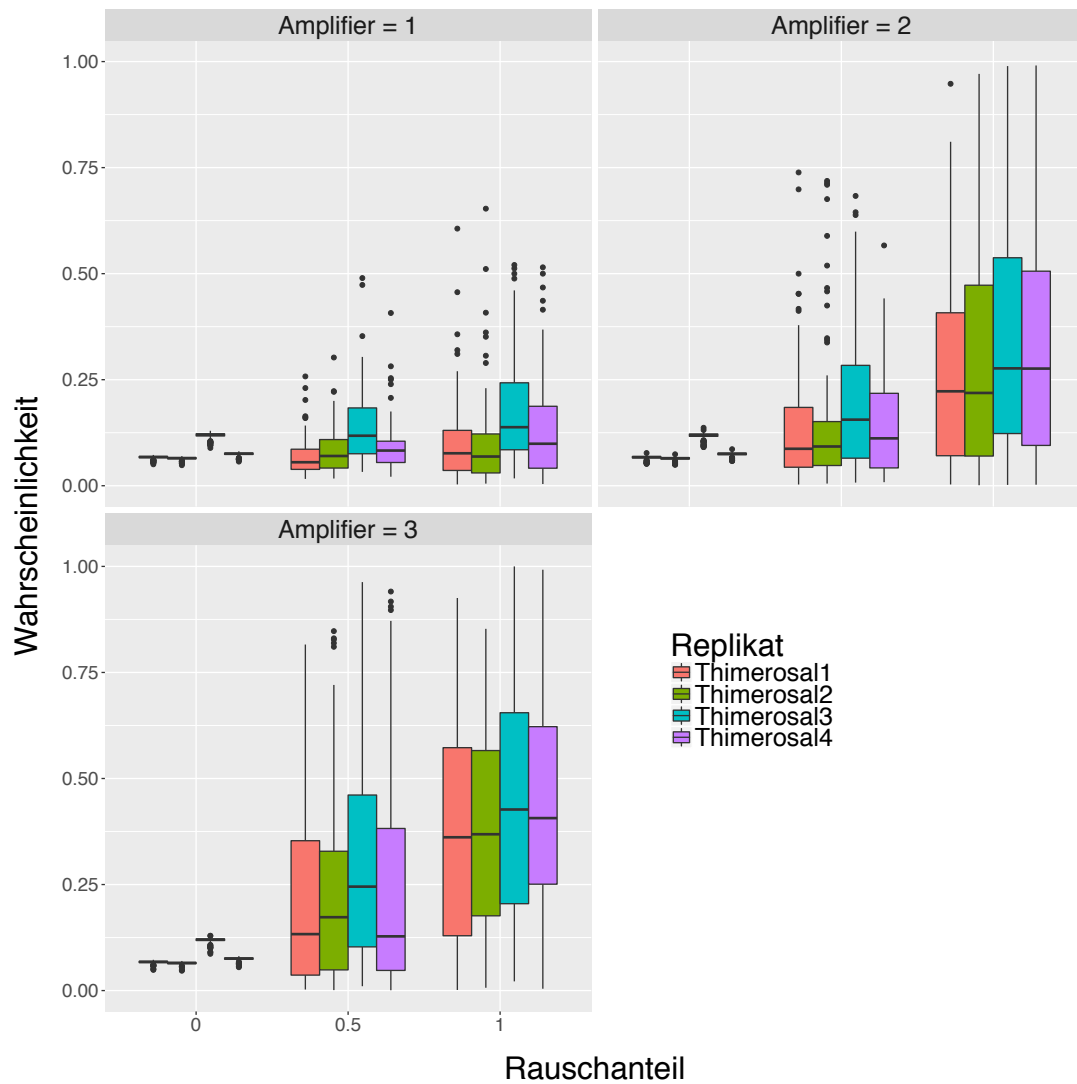 Amplifier = 1
Amplifier = 2
1.00
0.75
0.50
0.25
0.00
Amplifier = 3
1.00
0.75
0.50
0.25
0.00
0
0.5
1
Wahrscheinlichkeit
Rauschanteil
Replikat
Thimerosal1
Thimerosal2
Thimerosal3
Thimerosal4